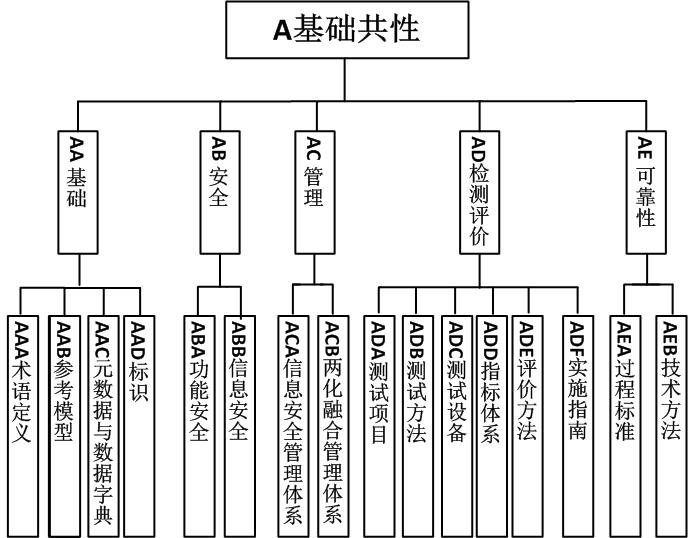 A基础共性
AA 基础
AB 安全
AC 管理
AD检测评价
AE 可靠性
AAA术语定义
AAB参考模型
AAC元数据与数据字典
AAD标识
ABA功能安全
ABB信息安全
ACA信息安全管理体系
ACB两化融合管理体系
ADA测试项目
ADB测试方法
ADC测试设备
ADD指标体系
ADE评价方法
ADF实施指南
AEA过程标准
AEB技术方法